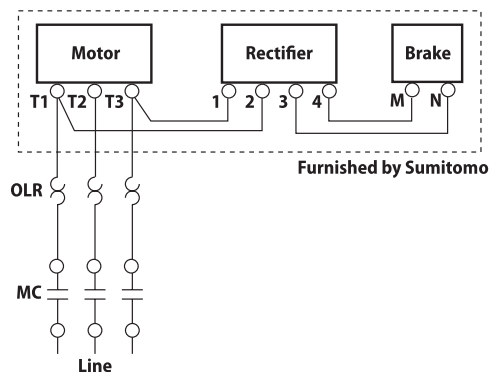 Motor Rectifier Brake
T1 T2 T3 1 2 3 4 M N
Furnished by Sumitomo
OLR
MC
Line